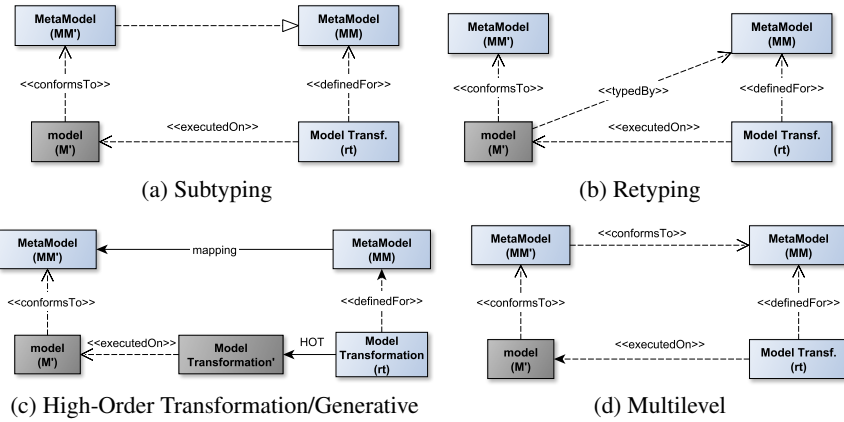 MetaModel
(MM')
MetaModel
(MM)
<<conformsTo>>
<<definedFor>>
<<executedOn>>
model
(M')
Model Transf.
(rt)
(a) Subtyping
MetaModel
(MM')
MetaModel
(MM)
<<conformsTo>>
<<typedBy>>
<<definedFor>>
<<executedOn>>
model
(M')
Model Transf.
(rt)
(b) Retyping
MetaModel
(MM')
mapping
MetaModel
(MM)
<<conformsTo>>
<<definedFor>>
model
(M')
<<executedOn>>
Model
Transformation'
HOT
Model
Transformation
(rt)
(c) High-Order Transformation/Generative
MetaModel
(MM')
<<conformsTo>>
MetaModel
(MM)
<<conformsTo>>
<<definedFor>>
<<executedOn>>
model
(M')
Model Transf.
(rt)
(d) Multilevel